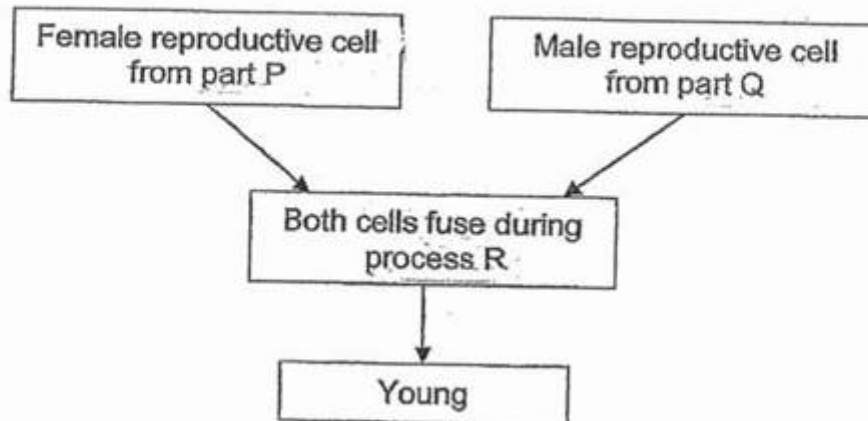 Female reproductive cell
from part P
Male reproductive cell
from part Q
Both cells fuse during
process R
Young